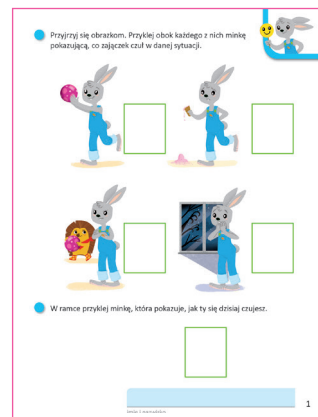 Przyjrzyj się obrazkom. Przyklej obok każdego z nich minkę
pokazującą, co zajączek czuł w danej sytuacji.
W ramce przyklej minkę, która pokazuje, jak ty się dzisiaj czujesz.
1